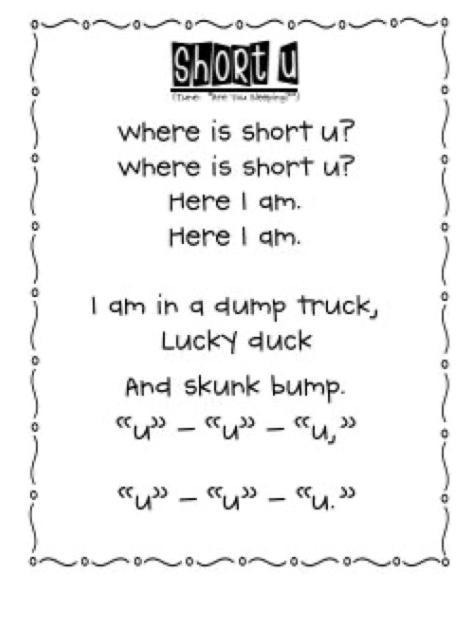 Short u
(Tune: "Are You Sleeping?")
Where is short u?
Where is short u?
Here I am.
Here I am.
I am in a dump truck,
Lucky duck
And skunk bump.
"u" – "u" – "u,"
"u" – "u" – "u."